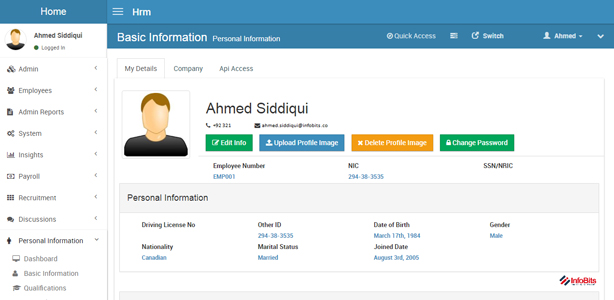 Home
Hrm
Ahmed Siddiqui
Logged In
Basic Information Personal Information
Quick Access Switch Ahmed
Admin
Employees
Admin Reports
System
Insights
Payroll
Recruitment
Discussions
Personal Information
Dashboard
Basic Information
Qualifications
My Details Company Api Access
Ahmed Siddiqui
+92 321 ahmed.siddiqui@infobits.co
Edit Info Upload Profile Image Delete Profile Image Change Password
Employee Number NIC SSN/NRIC
EMP001 294-38-3535
Personal Information
Driving License No Other ID Date of Birth Gender
294-38-3535 March 17th, 1984 Male
Nationality Marital Status Joined Date
Canadian Married August 3rd, 2005
InfoBits